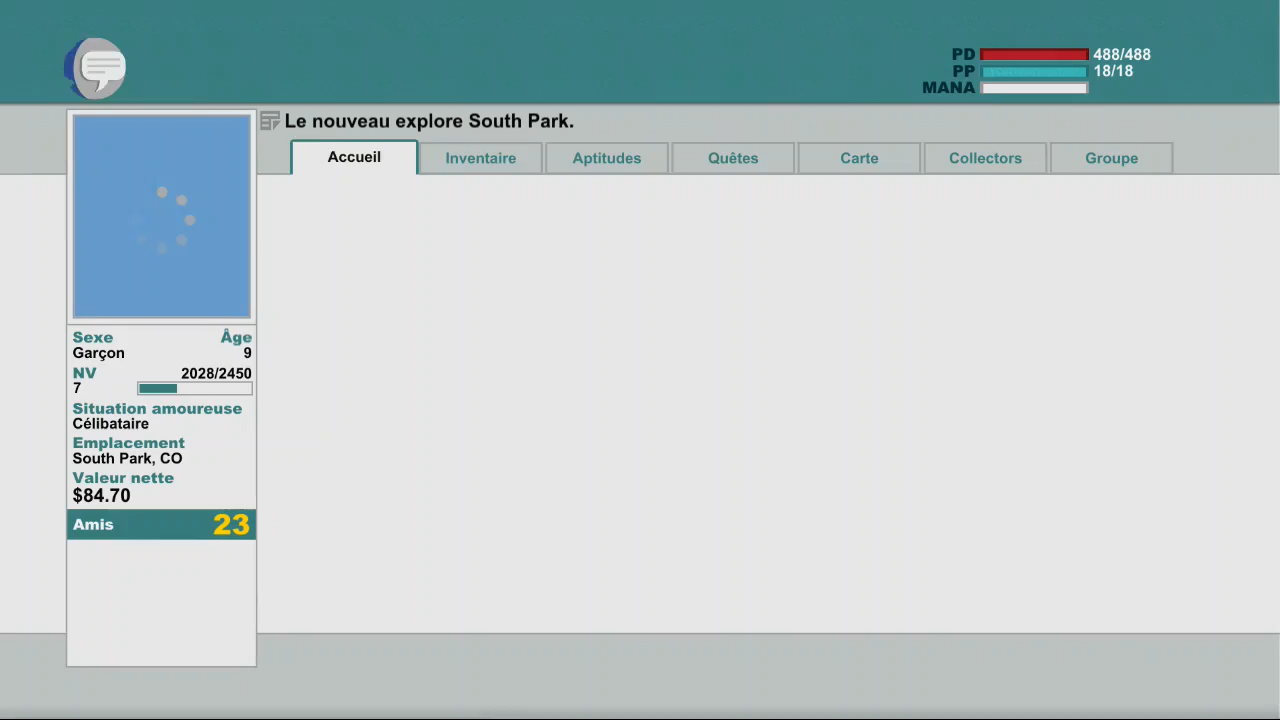 PD 488/488
PP 18/18
MANA
Le nouveau explore South Park.
Accueil Inventaire Aptitudes Quêtes Carte Collectors Groupe
Sexe Âge
Garçon 9
NV 2028/2450
7
Situation amoureuse
Célibataire
Emplacement
South Park, CO
Valeur nette
$84.70
Amis 23